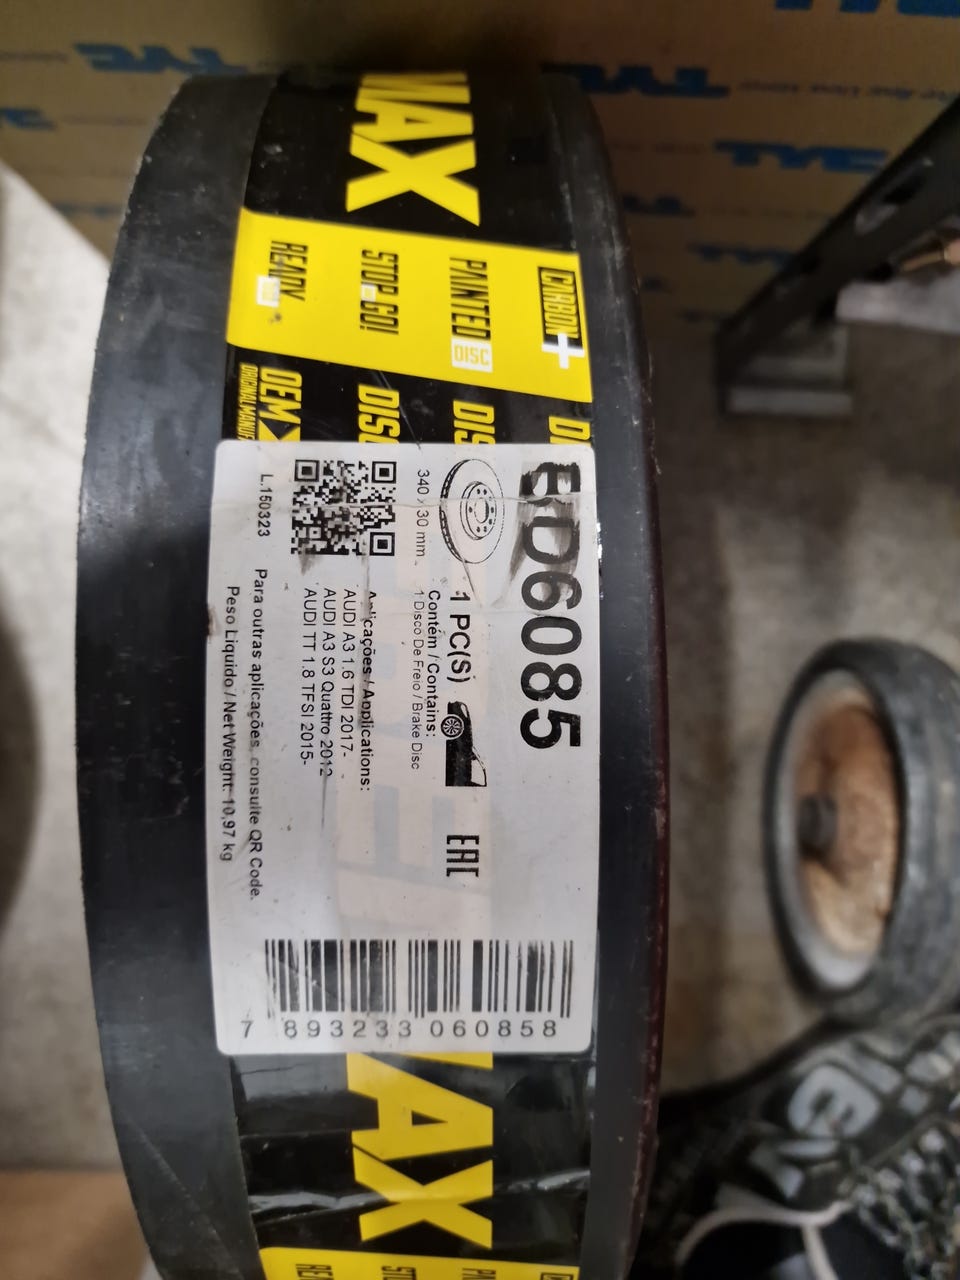 MAX
CARBON+
PAINTED
DISC
STOP & GO!
READY
OEM
BD6085
340 x 30 mm
1 PC(S)
Contém / Contains:
1 Disco De Freio / Brake Disc
EAC
Aplicações / Applications:
AUDI A3 1.6 TDI 2017-
AUDI A3 S3 Quattro 2012-
AUDI TT 1.8 TFSI 2015-
L.150323
Para outras aplicações, consulte QR Code.
Peso Líquido / Net Weight: 10,97 kg
7 893233 060858
MAX
TYC